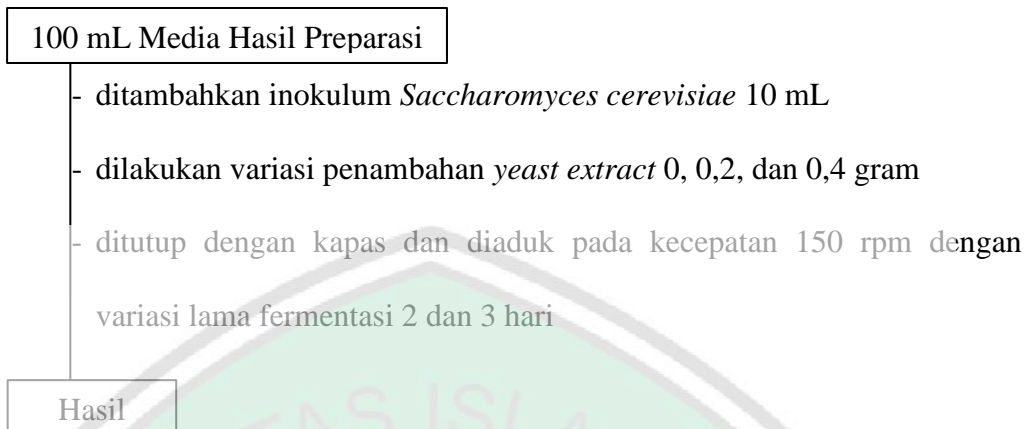 100 mL Media Hasil Preparasi
- ditambahkan inokulum Saccharomyces cerevisiae 10 mL
- dilakukan variasi penambahan yeast extract 0, 0,2, dan 0,4 gram
- ditutup dengan kapas dan diaduk pada kecepatan 150 rpm dengan
variasi lama fermentasi 2 dan 3 hari
Hasil